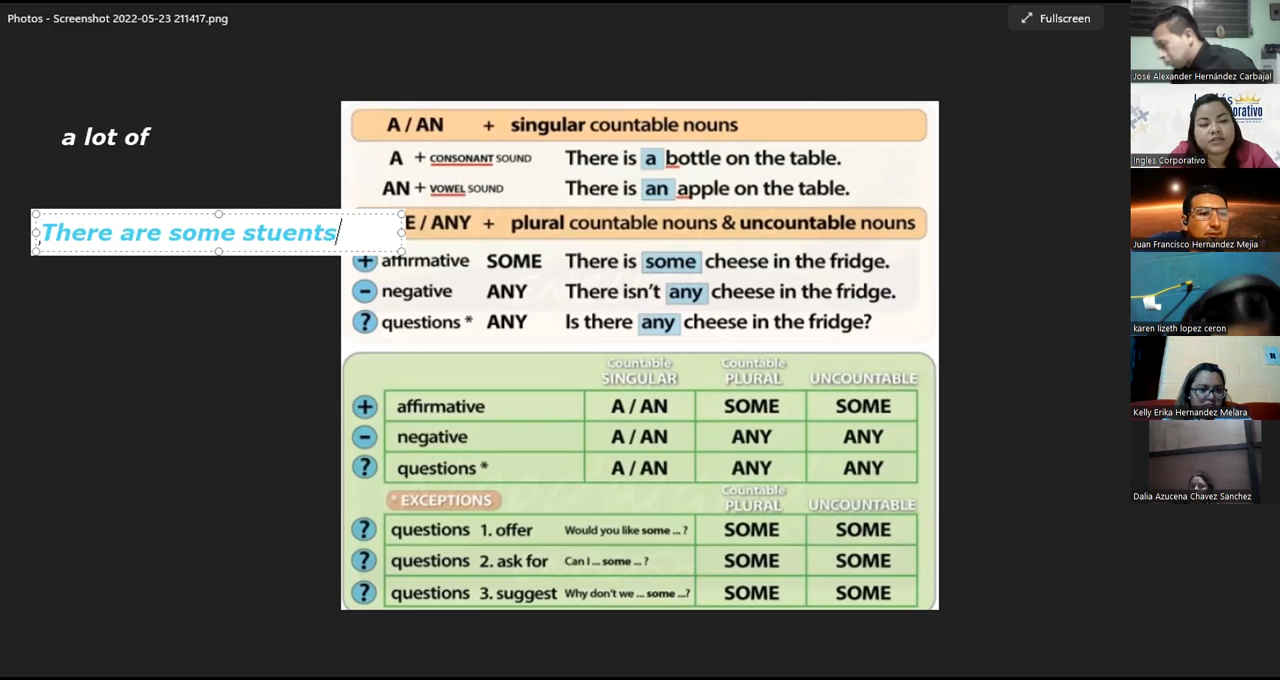 Photos - Screenshot 2022-05-23 211417.png
Fullscreen
a lot of
There are some stuents
A / AN + singular countable nouns
A + CONSONANT SOUND There is a bottle on the table.
AN + VOWEL SOUND There is an apple on the table.
E / ANY + plural countable nouns & uncountable nouns
+ affirmative SOME There is some cheese in the fridge.
- negative ANY There isn't any cheese in the fridge.
? questions * ANY Is there any cheese in the fridge?
Countable SINGULAR Countable PLURAL UNCOUNTABLE
+ affirmative A / AN SOME SOME
- negative A / AN ANY ANY
? questions * A / AN ANY ANY
* EXCEPTIONS Countable PLURAL UNCOUNTABLE
? questions 1. offer Would you like some ... ? SOME SOME
? questions 2. ask for Can I ... some ... ? SOME SOME
? questions 3. suggest Why don't we ... some ...? SOME SOME
José Alexander Hernández Carbajal
Ingles Corporativo
Juan Francisco Hernandez Mejia
karen lizeth lopez ceron
Kelly Erika Hernandez Melara
Dalia Azucena Chavez Sanchez